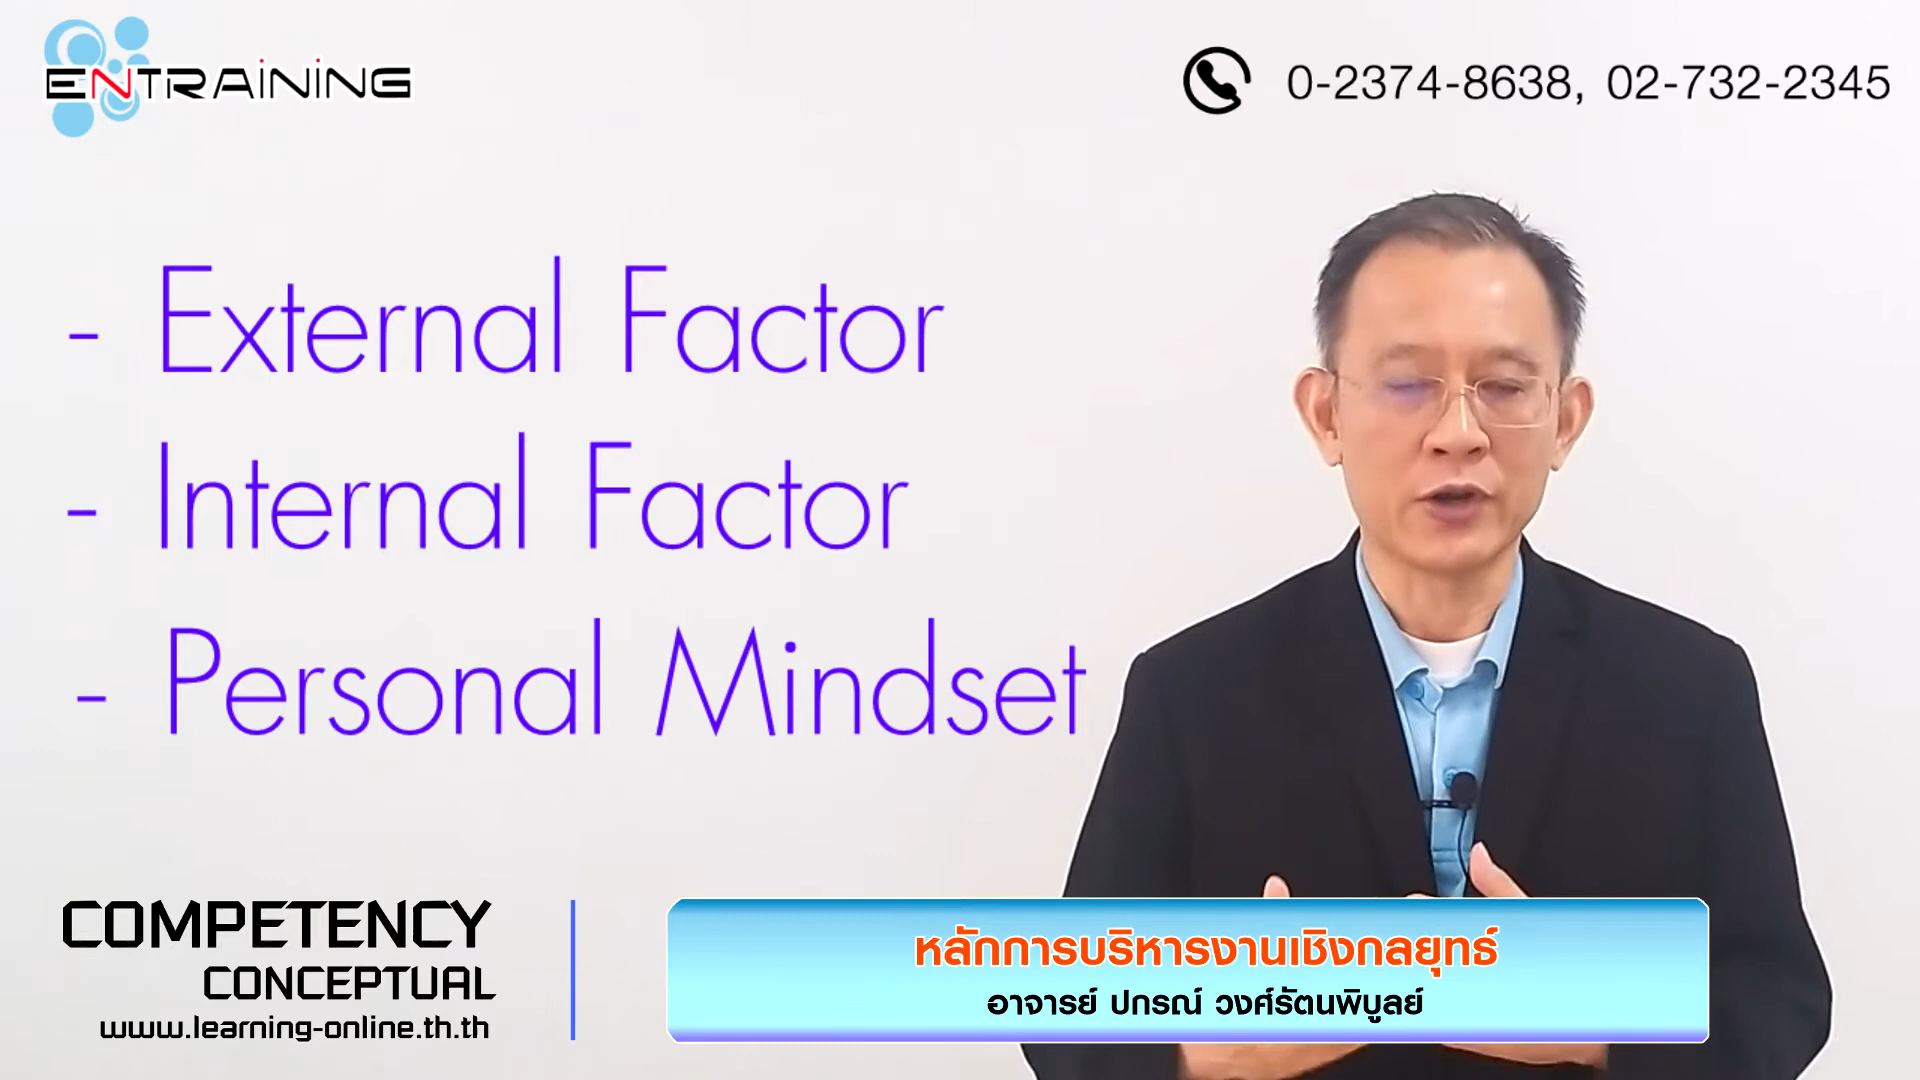 ENTRAINING
0-2374-8638, 02-732-2345
- External Factor
- Internal Factor
- Personal Mindset
COMPETENCY
CONCEPTUAL
www.learning-online.th.th
หลักการบริหารงานเชิงกลยุทธ์
อาจารย์ ปกรณ์ วงศ์รัตนพิบูลย์